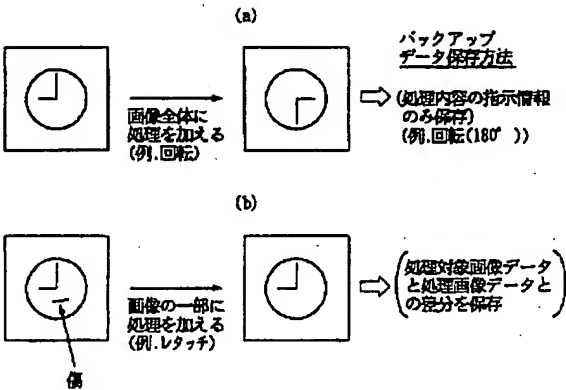 (a)
バックアップ
データ保存方法
画像全体に
処理を加える
(例.回転)
(処理内容の指示情報
のみ保存)
(例.回転(180°))
(b)
画像の一部に
処理を加える
(例.レタッチ)
処理対象画像データ
と処理画像データと
の差分を保存
傷